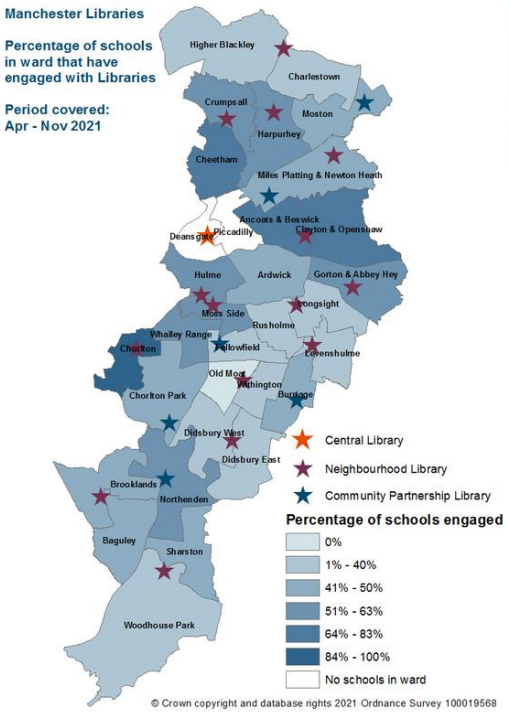 Manchester Libraries
Percentage of schools
in ward that have
engaged with Libraries
Period covered:
Apr - Nov 2021
Higher Blackley
Charlestown
Crumpsall
Moston
Harpurhey
Cheetham
Miles Platting & Newton Heath
Ancoats & Beswick
Clayton & Openshaw
Piccadilly
Deansgate
Hulme
Ardwick
Gorton & Abbey Hey
Longsight
Moss Side
Rusholme
Whalley Range
Fallowfield
Levenshulme
Chorlton
Old Moat
Withington
Burnage
Chorlton Park
Didsbury West
Didsbury East
Brooklands
Northenden
Baguley
Sharston
Woodhouse Park
Central Library
Neighbourhood Library
Community Partnership Library
Percentage of schools engaged
0%
1% - 40%
41% - 50%
51% - 63%
64% - 83%
84% - 100%
No schools in ward
© Crown copyright and database rights 2021 Ordnance Survey 100019568